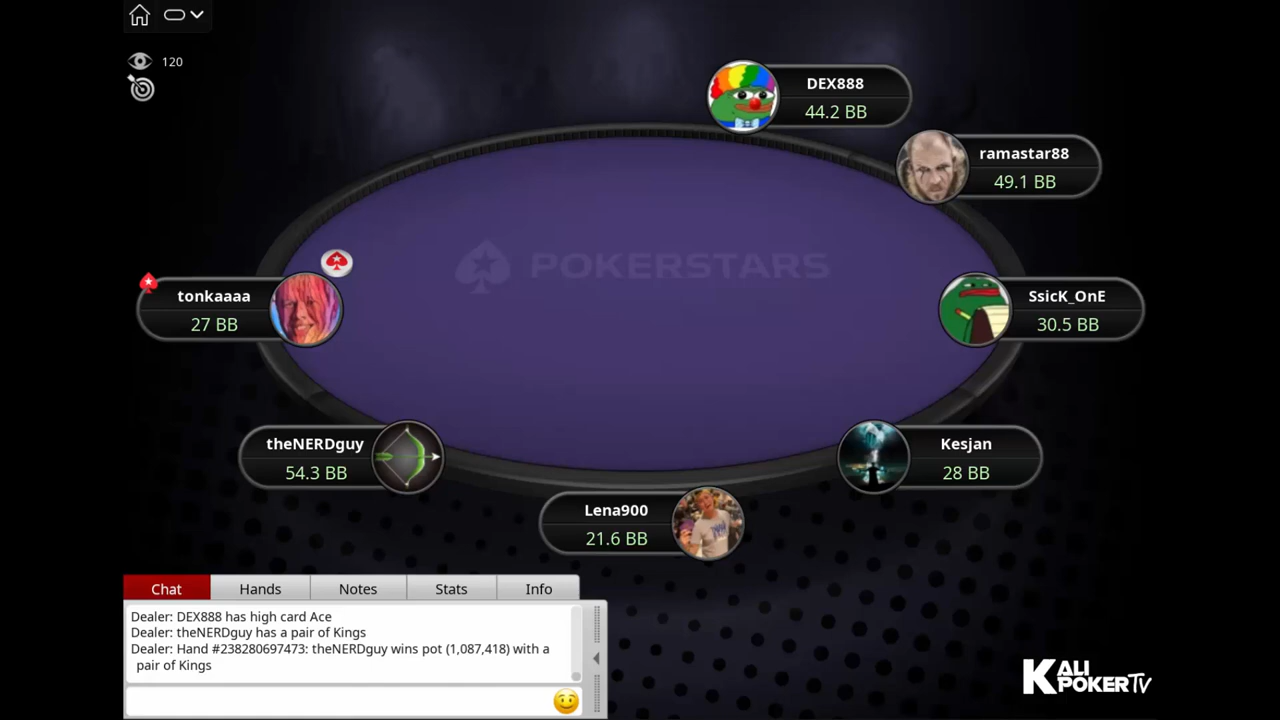 120
DEX888
44.2 BB
ramastar88
49.1 BB
POKERSTARS
tonkaaaa
27 BB
SsicK_OnE
30.5 BB
theNERDguy
54.3 BB
Kesjan
28 BB
Lena900
21.6 BB
Chat
Hands
Notes
Stats
Info
Dealer: DEX888 has high card Ace
Dealer: theNERDguy has a pair of Kings
Dealer: Hand #238280697473: theNERDguy wins pot (1,087,418) with a
pair of Kings
KALI
POKERTV